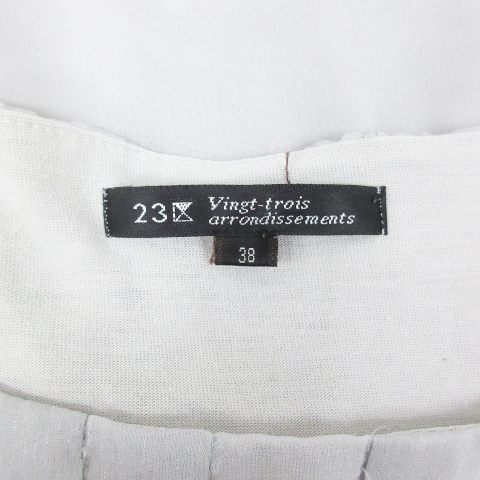 23区 Vingt-trois
arrondissements
38